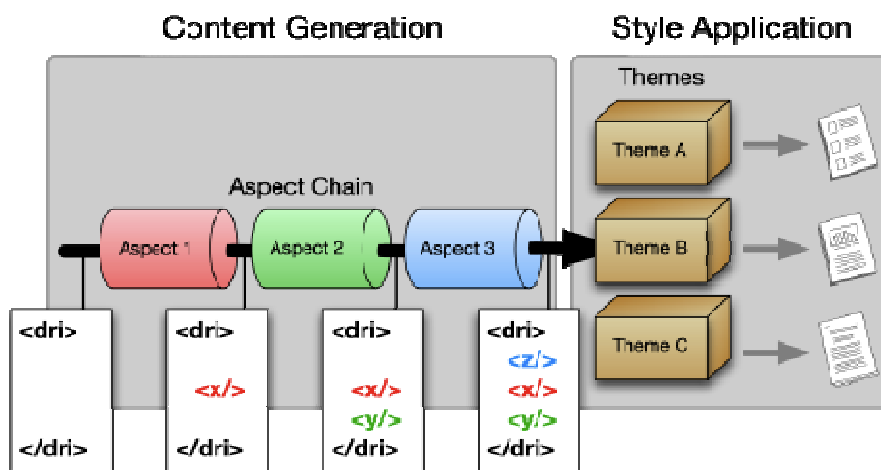 Content Generation
Style Application
Themes
Theme A
Aspect Chain
Aspect 1
Aspect 2
Aspect 3
Theme B
Theme C
<dri>
</dri>
<dri>
<x/>
</dri>
<dri>
<x/>
<y/>
</dri>
<dri>
<z/>
<x/>
<y/>
</dri>